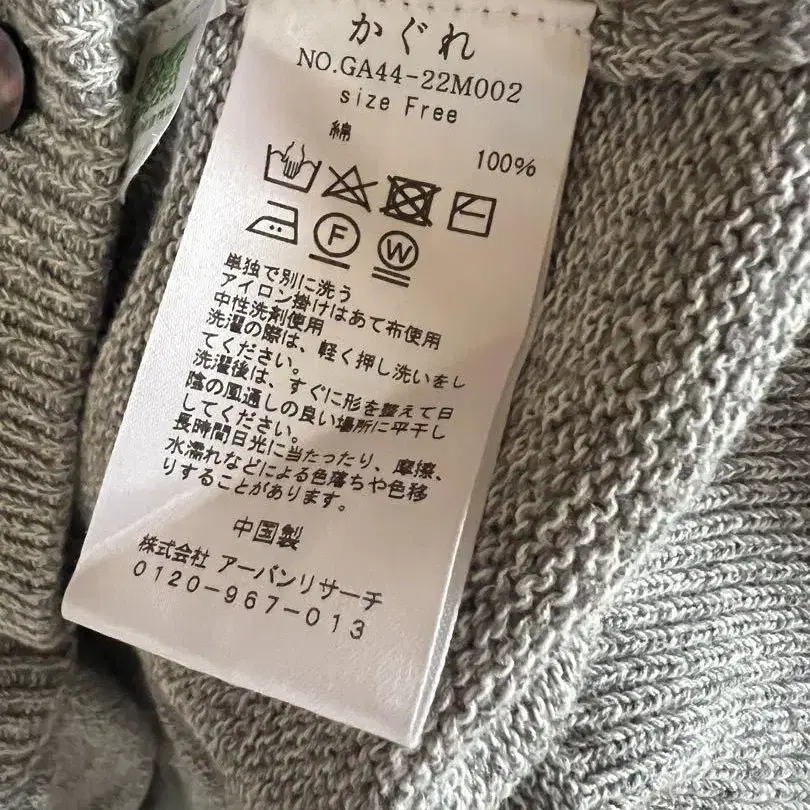 かぐれ
NO.GA44-22M002
size Free
綿
100%
F W
単独で別に洗う
アイロン掛けはあて布使用
中性洗剤使用
洗濯の際は、軽く押し洗いをし
てください。
洗濯後は、すぐに形を整えて日
陰の風通しの良い場所に平干し
してください。
長時間日光に当たったり、摩擦、
水濡れなどによる色落ちや色移
りすることがあります。
中国製
株式会社 アーバンリサーチ
0120-967-013